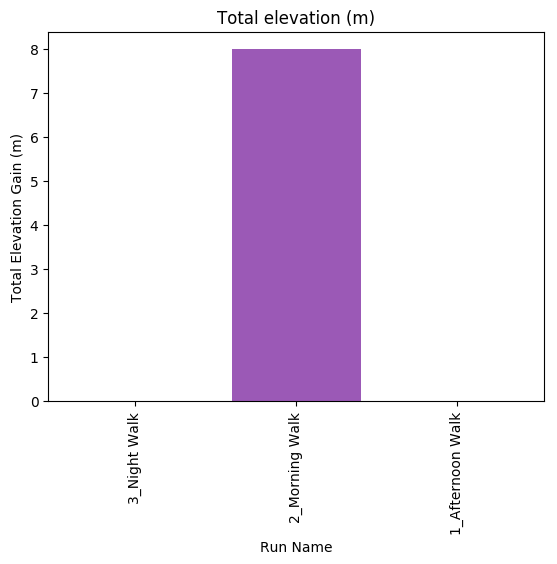 Total elevation (m)
Total Elevation Gain (m)
8
7
6
5
4
3
2
1
0
3_Night Walk
2_Morning Walk
1_Afternoon Walk
Run Name